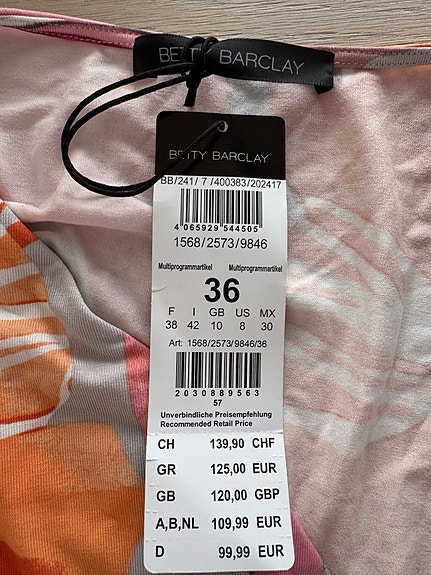 BETTY BARCLAY
BETTY BARCLAY
BB/241/ 7 /400383/202417
4 065929 544505
1568/2573/9846
Multiprogrammartikel Multiprogrammartikel
36
F I GB US MX
38 42 10 8 30
Art: 1568/2573/9846/36
2030889563
57
Unverbindliche Preisempfehlung
Recommended Retail Price
CH 139,90 CHF
GR 125,00 EUR
GB 120,00 GBP
A,B,NL 109,99 EUR
D 99,99 EUR